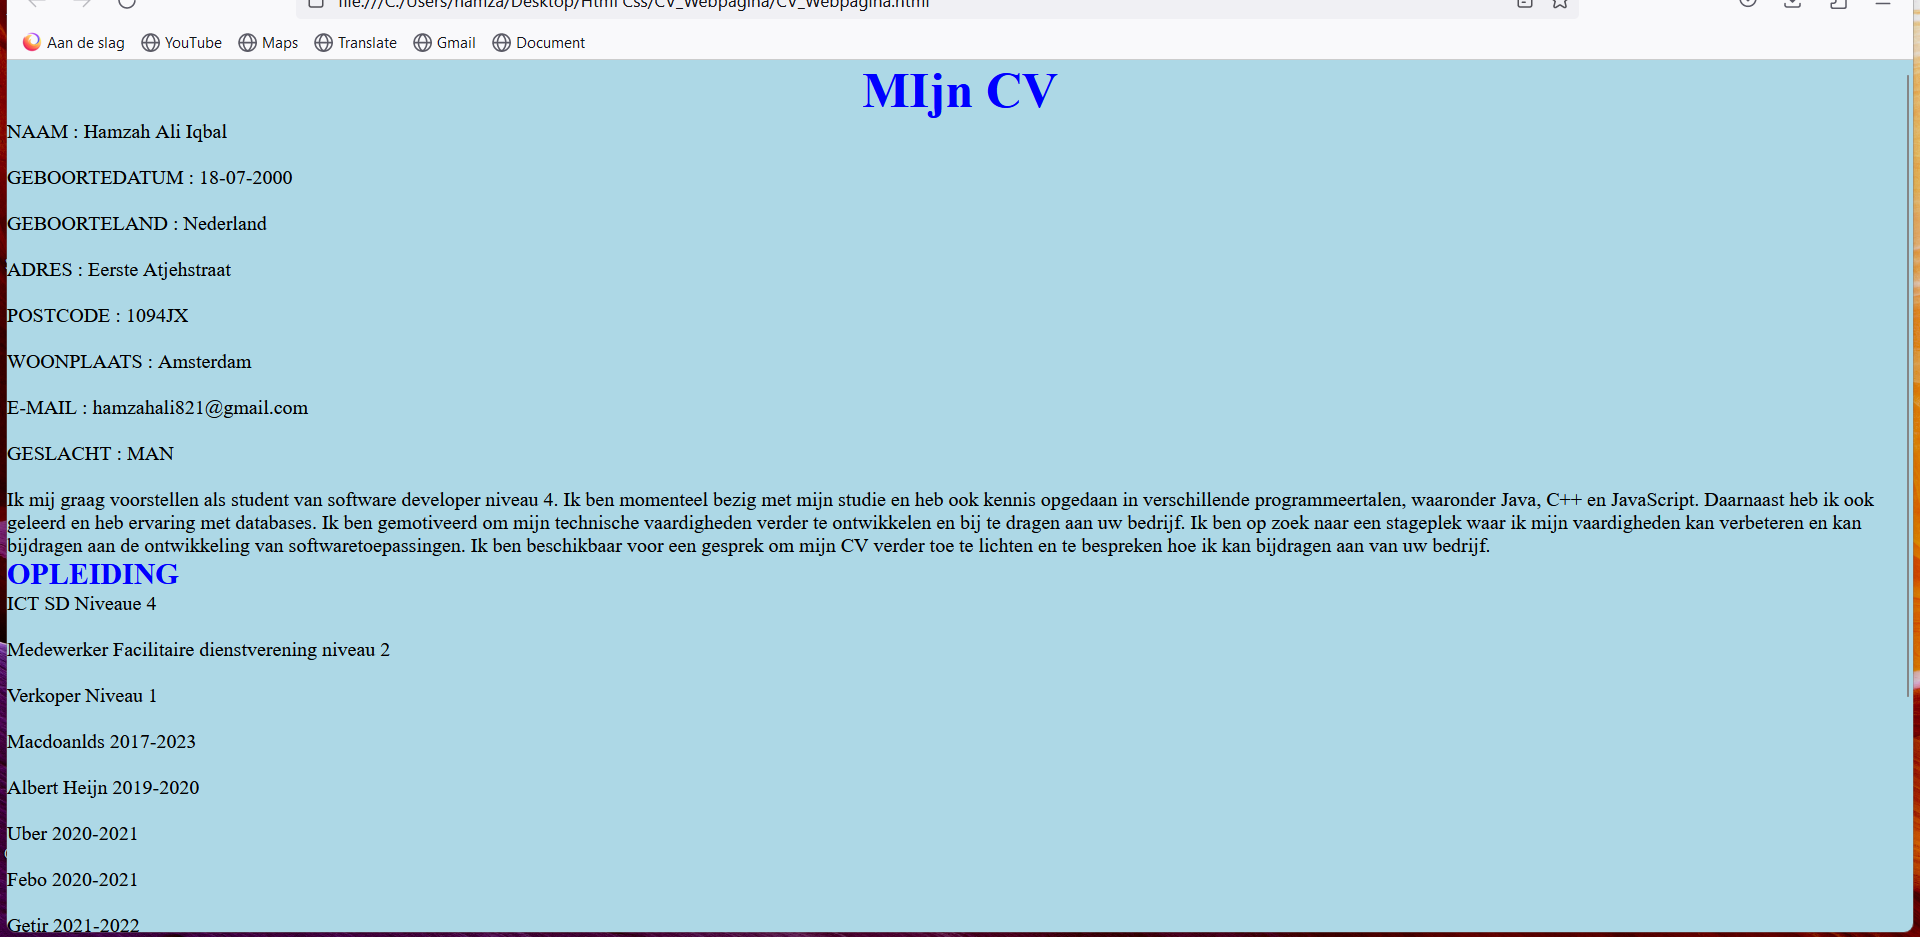 file:///C:/Users/hamza/Desktop/Html Css/CV_Webpagina/CV_Webpagina.html
Aan de slag YouTube Maps Translate Gmail Document
MIjn CV
NAAM : Hamzah Ali Iqbal
GEBOORTEDATUM : 18-07-2000
GEBOORTELAND : Nederland
ADRES : Eerste Atjehstraat
POSTCODE : 1094JX
WOONPLAATS : Amsterdam
E-MAIL : hamzahali821@gmail.com
GESLACHT : MAN
Ik mij graag voorstellen als student van software developer niveau 4. Ik ben momenteel bezig met mijn studie en heb ook kennis opgedaan in verschillende programmeertalen, waaronder Java, C++ en JavaScript. Daarnaast heb ik ook
geleerd en heb ervaring met databases. Ik ben gemotiveerd om mijn technische vaardigheden verder te ontwikkelen en bij te dragen aan uw bedrijf. Ik ben op zoek naar een stageplek waar ik mijn vaardigheden kan verbeteren en kan
bijdragen aan de ontwikkeling van softwaretoepassingen. Ik ben beschikbaar voor een gesprek om mijn CV verder toe te lichten en te bespreken hoe ik kan bijdragen aan van uw bedrijf.
OPLEIDING
ICT SD Niveaue 4
Medewerker Facilitaire dienstverening niveau 2
Verkoper Niveau 1
Macdoanlds 2017-2023
Albert Heijn 2019-2020
Uber 2020-2021
Febo 2020-2021
Getir 2021-2022